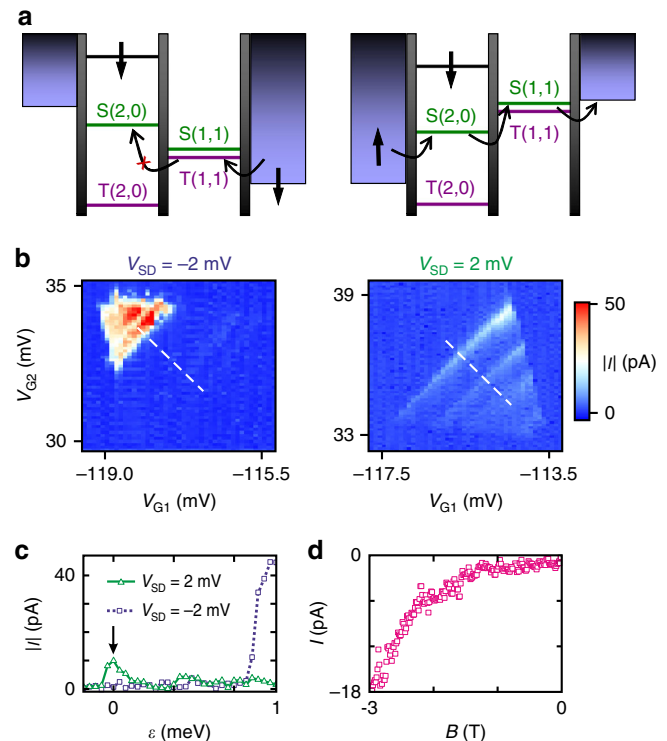 a
S(2,0)
S(1,1)
T(1,1)
T(2,0)
S(2,0)
S(1,1)
T(1,1)
T(2,0)
b
V_SD = −2 mV
V_SD = 2 mV
35
30
V_G2 (mV)
−119.0
−115.5
V_G1 (mV)
39
33
−117.5
−113.5
V_G1 (mV)
50
|I| (pA)
0
c
40
0
|I| (pA)
V_SD = 2 mV
V_SD = −2 mV
0
1
ε (meV)
d
0
−18
I (pA)
−3
0
B (T)